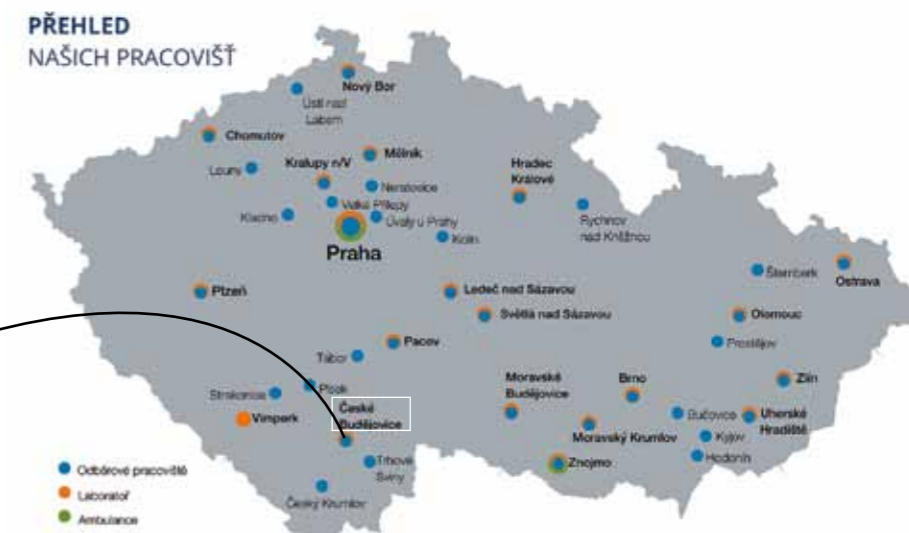 PŘEHLED
NAŠICH PRACOVIŠŤ
Nový Bor
Ústí nad
Labem
Chomutov
Louny
Kralupy n/V
Mělník
Neratovice
Velké Přílepy
Kladno
Úvaly u Prahy
Praha
Kolín
Hradec
Králové
Rychnov
nad Kněžnou
Šternberk
Ostrava
Plzeň
Ledeč nad Sázavou
Světlá nad Sázavou
Olomouc
Prostějov
Pacov
Tábor
Písek
Strakonice
Vimperk
České
Budějovice
Moravské
Budějovice
Brno
Zlín
Bučovice
Uherské
Hradiště
Moravský Krumlov
Kyjov
Hodonín
Znojmo
Trhové
Sviny
Český Krumlov
Odběrové pracoviště
Laboratoř
Ambulance